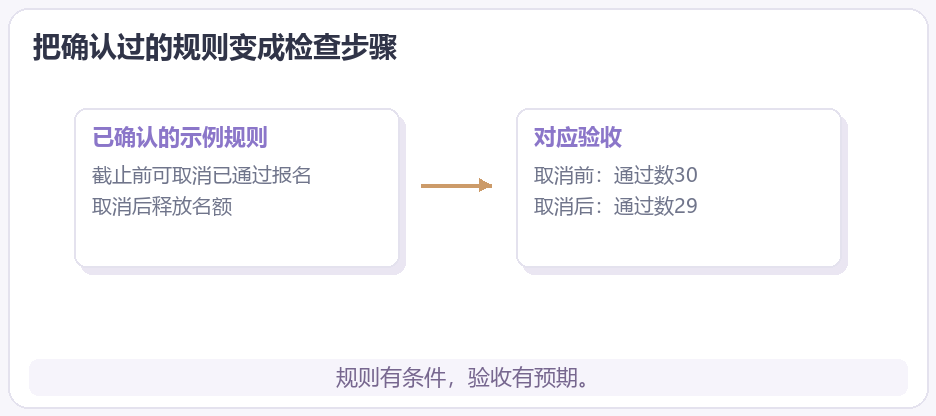 把确认过的规则变成检查步骤
已确认的示例规则
截止前可取消已通过报名
取消后释放名额
对应验收
取消前：通过数30
取消后：通过数29
规则有条件，验收有预期。